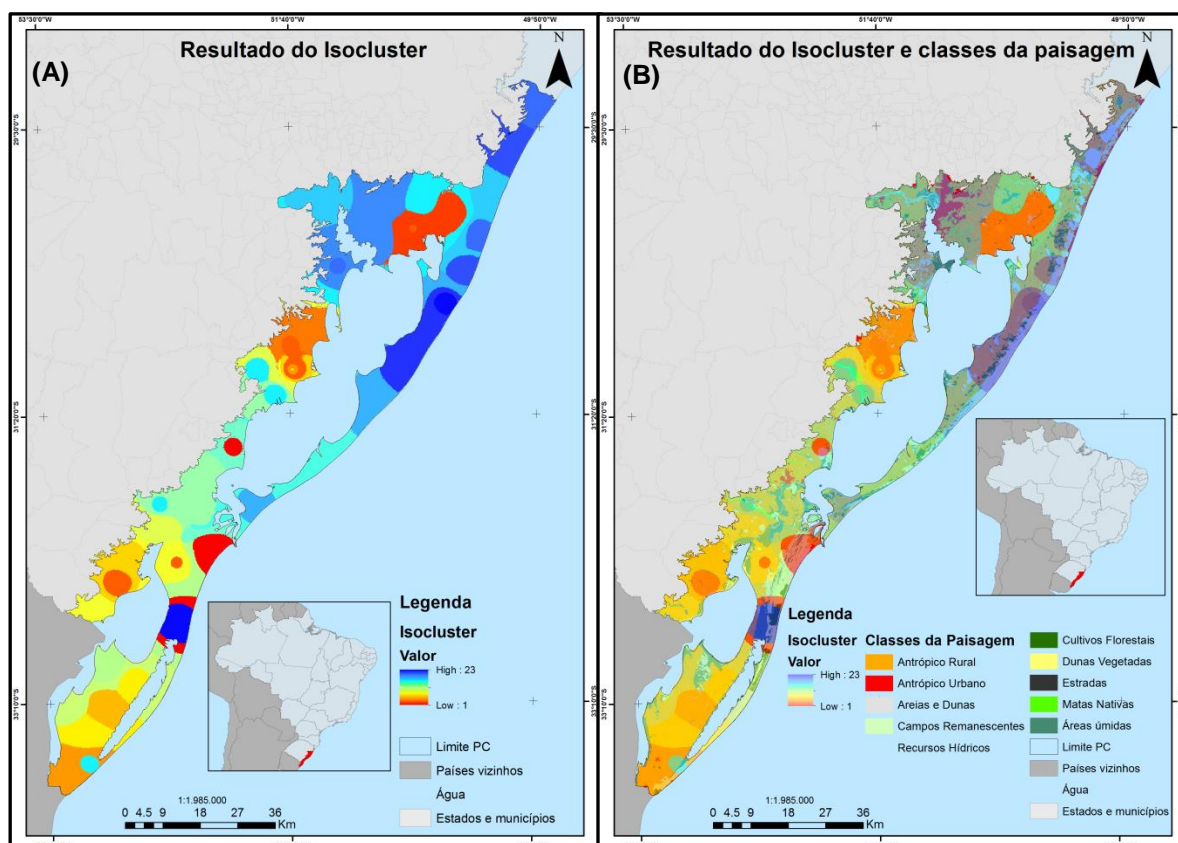 53°30'0"W
51°40'0"W
49°50'0"W
(A)
Resultado do Isocluster
N
29°30'0"S
31°20'0"S
33°10'0"S
Legenda
Isocluster
Valor
High : 23
Low : 1
Limite PC
Países vizinhos
Água
Estados e municípios
1:1.985.000
0 4.5 9 18 27 36
Km
51°40'0"W
49°50'0"W
(B)
Resultado do Isocluster e classes da paisagem
N
29°30'0"S
31°20'0"S
33°10'0"S
Legenda
Isocluster
Valor
High : 23
Low : 1
Classes da Paisagem
Antrópico Rural
Antrópico Urbano
Areias e Dunas
Campos Remanescentes
Recursos Hídricos
Cultivos Florestais
Dunas Vegetadas
Estradas
Matas Nativas
Áreas úmidas
Limite PC
Países vizinhos
Água
Estados e municípios
1:1.985.000
0 4.5 9 18 27 36
Km